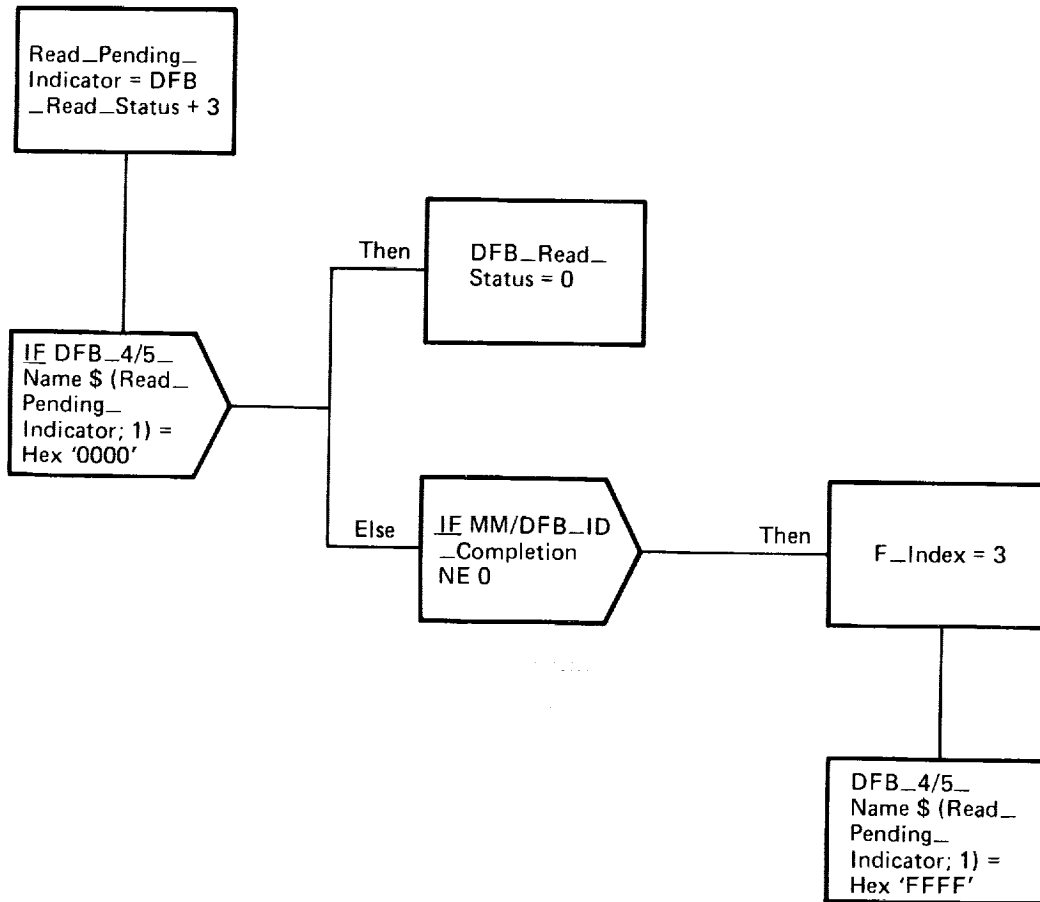 Read_Pending_
Indicator = DFB
_Read_Status + 3
Then
DFB_Read_
Status = 0
IF DFB_4/5_
Name $ (Read_
Pending_
Indicator; 1) =
Hex '0000'
Else
IF MM/DFB_ID
_Completion
NE 0
Then
F_Index = 3
DFB_4/5_
Name $ (Read_
Pending_
Indicator; 1) =
Hex 'FFFF'